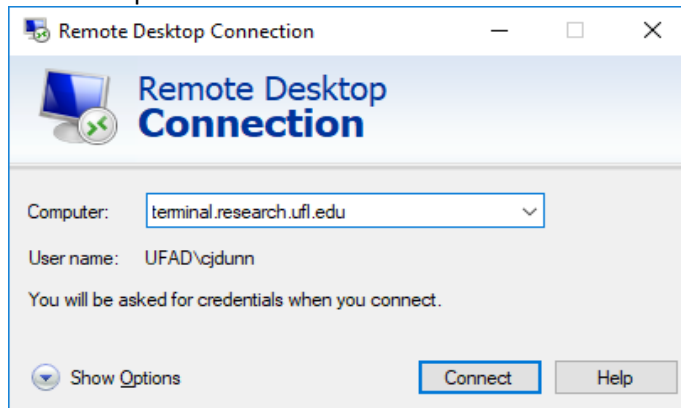 Remote Desktop Connection
Remote Desktop
Connection
Computer: terminal.research.ufl.edu
User name: UFAD\cjdunn
You will be asked for credentials when you connect.
Show Options Connect Help